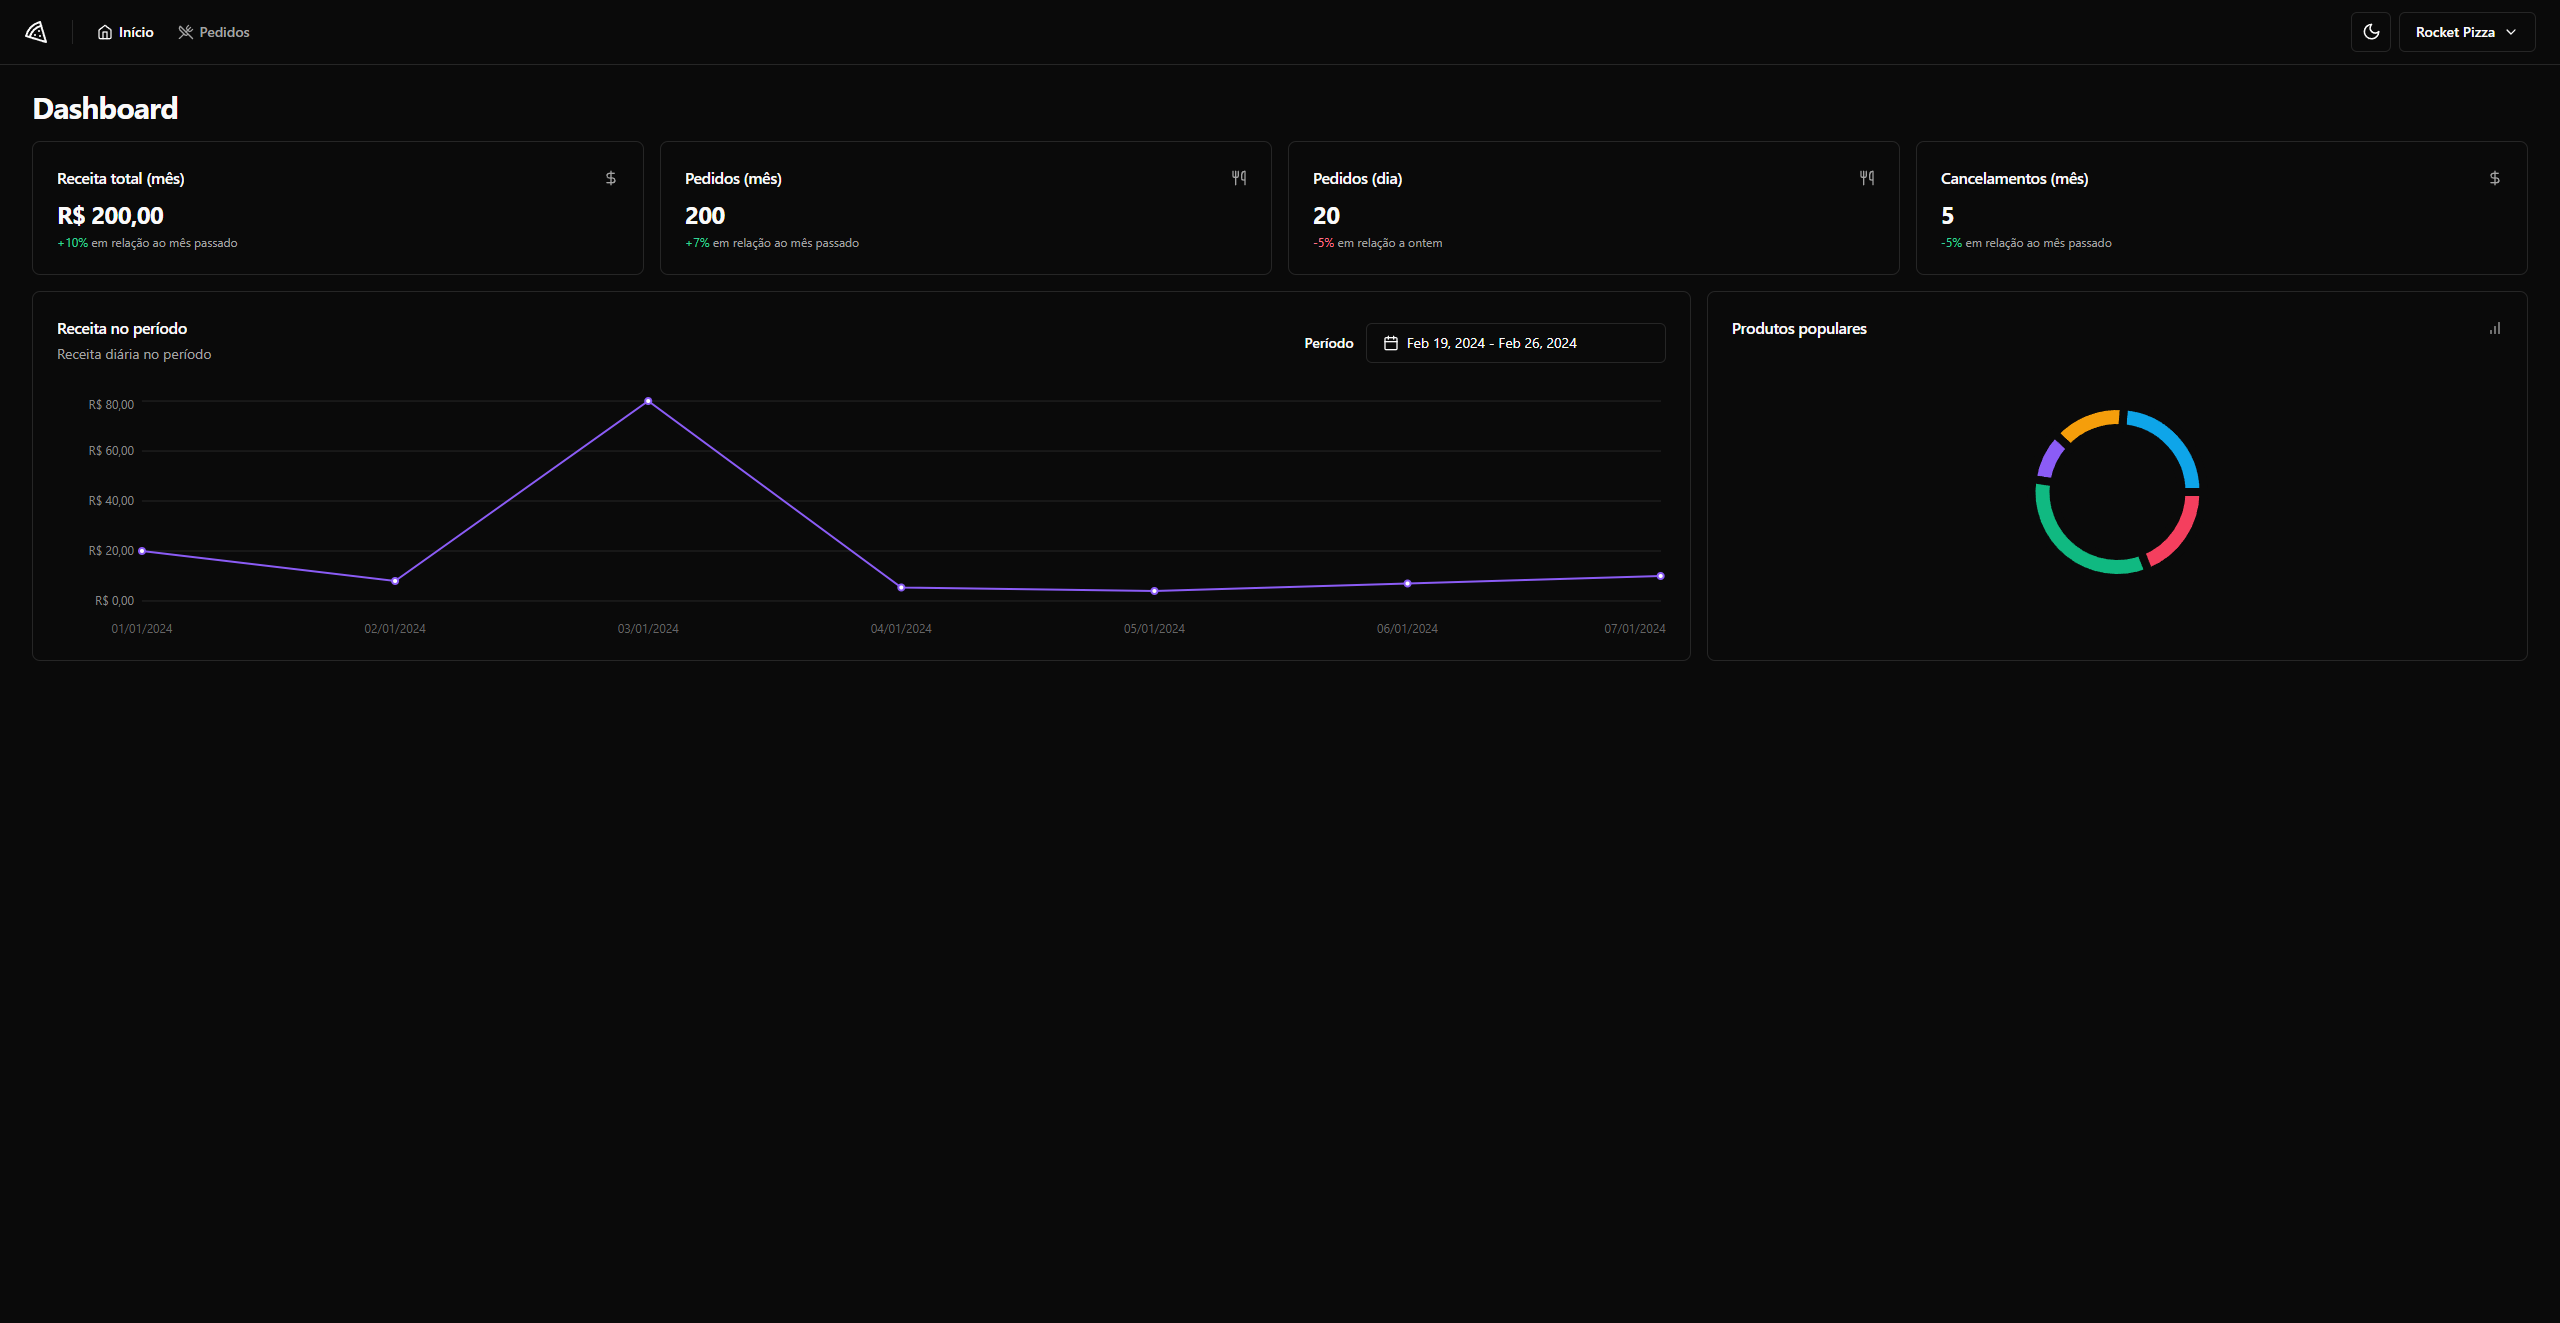 Início
Pedidos
Rocket Pizza
Dashboard
Receita total (mês)
R$ 200,00
+10% em relação ao mês passado
Pedidos (mês)
200
+7% em relação ao mês passado
Pedidos (dia)
20
-5% em relação a ontem
Cancelamentos (mês)
5
-5% em relação ao mês passado
Receita no período
Receita diária no período
Período
Feb 19, 2024 - Feb 26, 2024
R$ 80,00
R$ 60,00
R$ 40,00
R$ 20,00
R$ 0,00
01/01/2024
02/01/2024
03/01/2024
04/01/2024
05/01/2024
06/01/2024
07/01/2024
Produtos populares